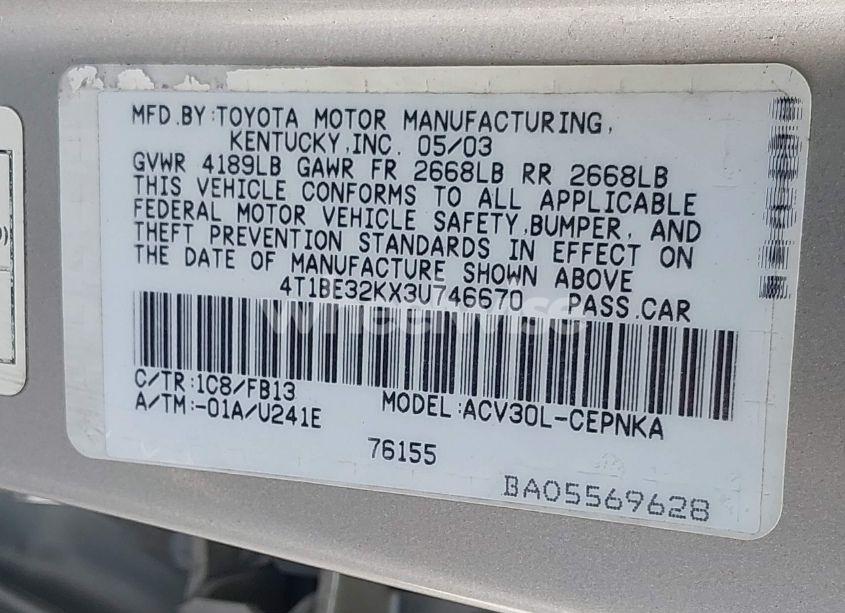 MFD.BY:TOYOTA MOTOR MANUFACTURING,
KENTUCKY,INC. 05/03
GVWR 4189LB GAWR FR 2668LB RR 2668LB
THIS VEHICLE CONFORMS TO ALL APPLICABLE
FEDERAL MOTOR VEHICLE SAFETY,BUMPER, AND
THEFT PREVENTION STANDARDS IN EFFECT ON
THE DATE OF MANUFACTURE SHOWN ABOVE
4T1BE32KX3U746670 PASS.CAR
wheelwise
C/TR:1C8/FB13
A/TM:-01A/U241E MODEL:ACV30L-CEPNKA
76155
BA05569628